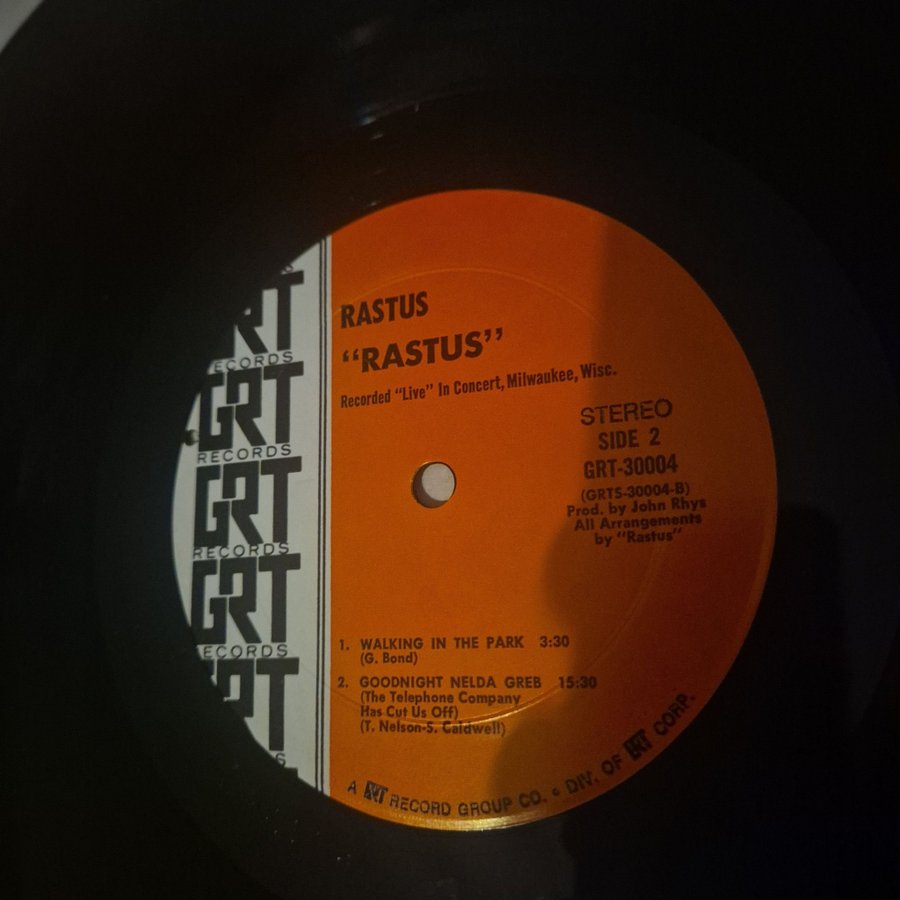 RASTUS
"RASTUS"
Recorded "Live" In Concert, Milwaukee, Wisc.
STEREO
SIDE 2
GRT-30004
(GRTS-30004-B)
Prod. by John Rhys
All Arrangements
by "Rastus"
1. WALKING IN THE PARK 3:30
(G. Bond)
2. GOODNIGHT NELDA GREB 15:30
(The Telephone Company
Has Cut Us Off)
(T. Nelson-S. Caldwell)
A GRT RECORD GROUP CO. • DIV. OF GRT CORP.
RT
ECORDS
GRT
RECORDS
GRT
RECORDS
GRT
RECORDS
RT